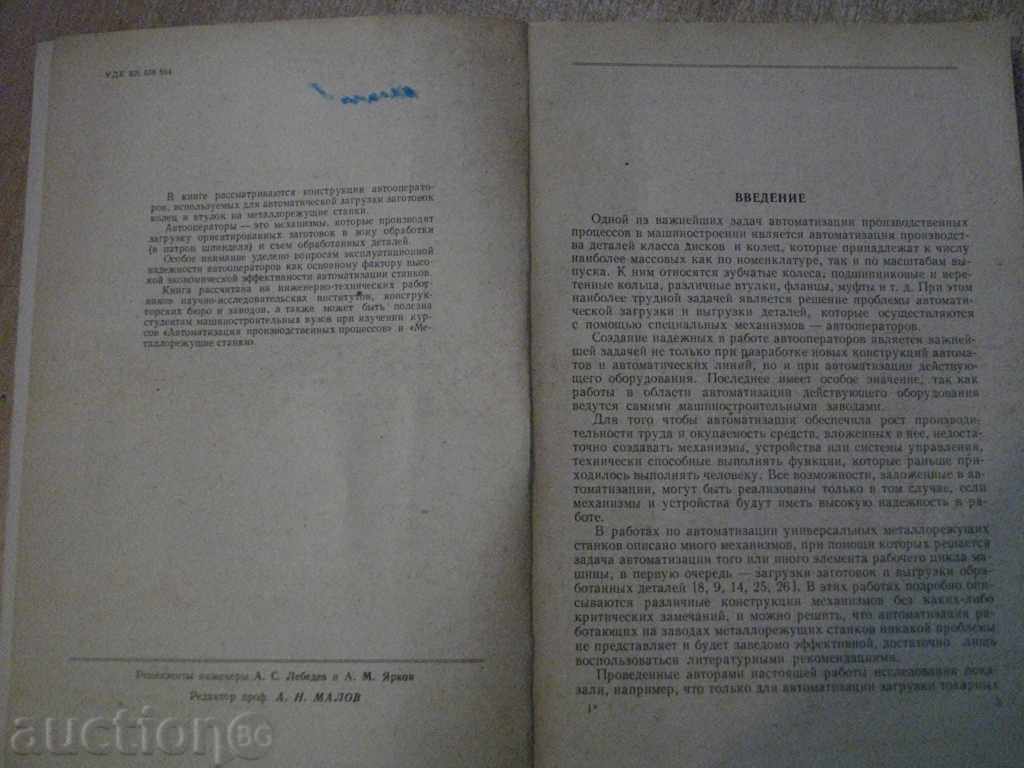 УДК 621.638 564
В книге рассматриваются конструкции автооперато-
ров, используемых для автоматической загрузки заготовок
колец и втулок на металлорежущие станки.
Автооператоры — это механизмы, которые производят
загрузку ориентированных заготовок в зону обработки
(в патрон шпинделя) и съем обработанных деталей.
Особое внимание уделено вопросам эксплуатационной
надежности автооператоров как основному фактору высо-
кой экономической эффективности автоматизации станков.
Книга рассчитана на инженерно-технических работ-
ников научно-исследовательских институтов, конструк-
торских бюро и заводов, а также может быть полезна
студентам машиностроительных вузов при изучении кур-
сов «Автоматизация производственных процессов» и «Ме-
таллорежущие станки».
Рецензенты инженеры А. С. Лебедев и А. М. Ярков
Редактор проф. А. Н. МАЛОВ
ВВЕДЕНИЕ
Одной из важнейших задач автоматизации производственных
процессов в машиностроении является автоматизация производст-
ва деталей класса дисков и колец, которые принадлежат к числу
наиболее массовых как по номенклатуре, так и по масштабам вы-
пуска. К ним относятся зубчатые колеса, подшипниковые и вере-
тенные кольца, различные втулки, фланцы, муфты и т. д. При этом
наиболее трудной задачей является решение проблемы автомати-
ческой загрузки и выгрузки деталей, которые осуществляются
с помощью специальных механизмов — автооператоров.
Создание надежных в работе автооператоров является важней-
шей задачей не только при разработке новых конструкций автома-
тов и автоматических линий, но и при автоматизации действую-
щего оборудования. Последнее имеет особое значение, так как
работы в области автоматизации действующего оборудования
ведутся самими машиностроительными заводами.
Для того чтобы автоматизация обеспечила рост производи-
тельности труда и окупаемость средств, вложенных в нее, недоста-
точно создавать механизмы, устройства или системы управления,
технически способные выполнять функции, которые раньше при-
ходилось выполнять человеку. Все возможности, заложенные в ав-
томатизации, могут быть реализованы только в том случае, если
механизмы и устройства будут иметь высокую надежность в ра-
боте.
В работах по автоматизации универсальных металлорежущих
станков описано много механизмов, при помощи которых решается
задача автоматизации того или иного элемента рабочего цикла ма-
шины, в первую очередь — загрузки заготовок и выгрузки обра-
ботанных деталей [8, 9, 14, 25, 26]. В этих работах подробно опи-
сываются различные конструкции механизмов без каких-либо
критических замечаний, и можно решить, что автоматизация ра-
ботающих на заводах металлорежущих станков никакой проблемы
не представляет и будет заведомо эффективной, достаточно лишь
воспользоваться литературными рекомендациями.
Проведенные авторами настоящей работы исследования пока-
зали, например, что только для автоматизации загрузки токарных
1*
3
auction BG